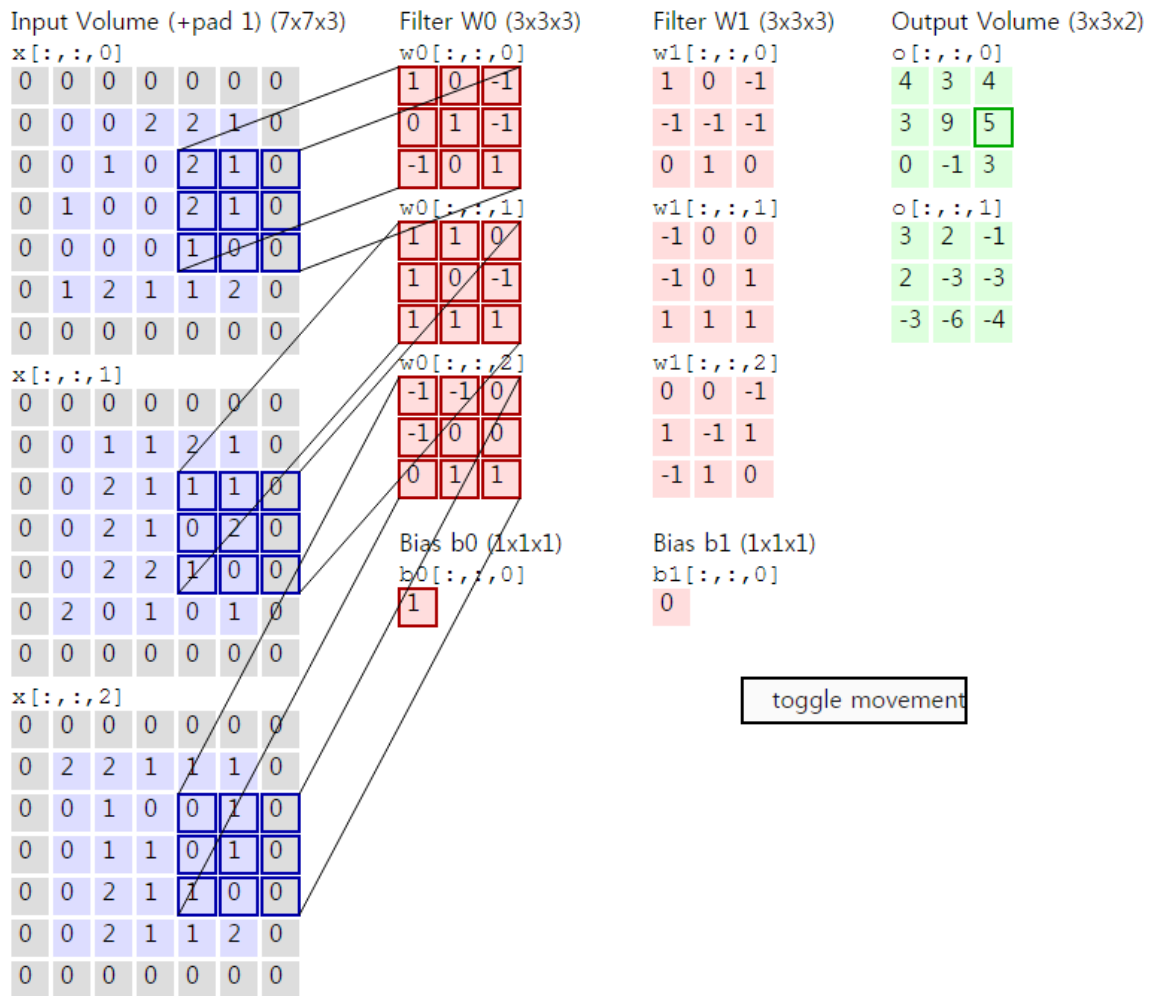 Input Volume (+pad 1) (7x7x3)
x[:,:,0]
0 0 0 0 0 0 0
0 0 0 2 2 1 0
0 0 1 0 2 1 0
0 1 0 0 2 1 0
0 0 0 0 1 0 0
0 1 2 1 1 2 0
0 0 0 0 0 0 0
x[:,:,1]
0 0 0 0 0 0 0
0 0 1 1 2 1 0
0 0 2 1 1 1 0
0 0 2 1 0 2 0
0 0 2 2 1 0 0
0 2 0 1 0 1 0
0 0 0 0 0 0 0
x[:,:,2]
0 0 0 0 0 0 0
0 2 2 1 1 1 0
0 0 1 0 0 1 0
0 0 1 1 0 1 0
0 0 2 1 1 0 0
0 0 2 1 1 2 0
0 0 0 0 0 0 0
Filter W0 (3x3x3)
w0[:,:,0]
1 0 -1
0 1 -1
-1 0 1
w0[:,:,1]
1 1 0
1 0 -1
1 1 1
w0[:,:,2]
-1 -1 0
-1 0 0
0 1 1
Bias b0 (1x1x1)
b0[:,:,0]
1
Filter W1 (3x3x3)
w1[:,:,0]
1 0 -1
-1 -1 -1
0 1 0
w1[:,:,1]
-1 0 0
-1 0 1
1 1 1
w1[:,:,2]
0 0 -1
1 -1 1
-1 1 0
Bias b1 (1x1x1)
b1[:,:,0]
0
Output Volume (3x3x2)
o[:,:,0]
4 3 4
3 9 5
0 -1 3
o[:,:,1]
3 2 -1
2 -3 -3
-3 -6 -4
toggle movement